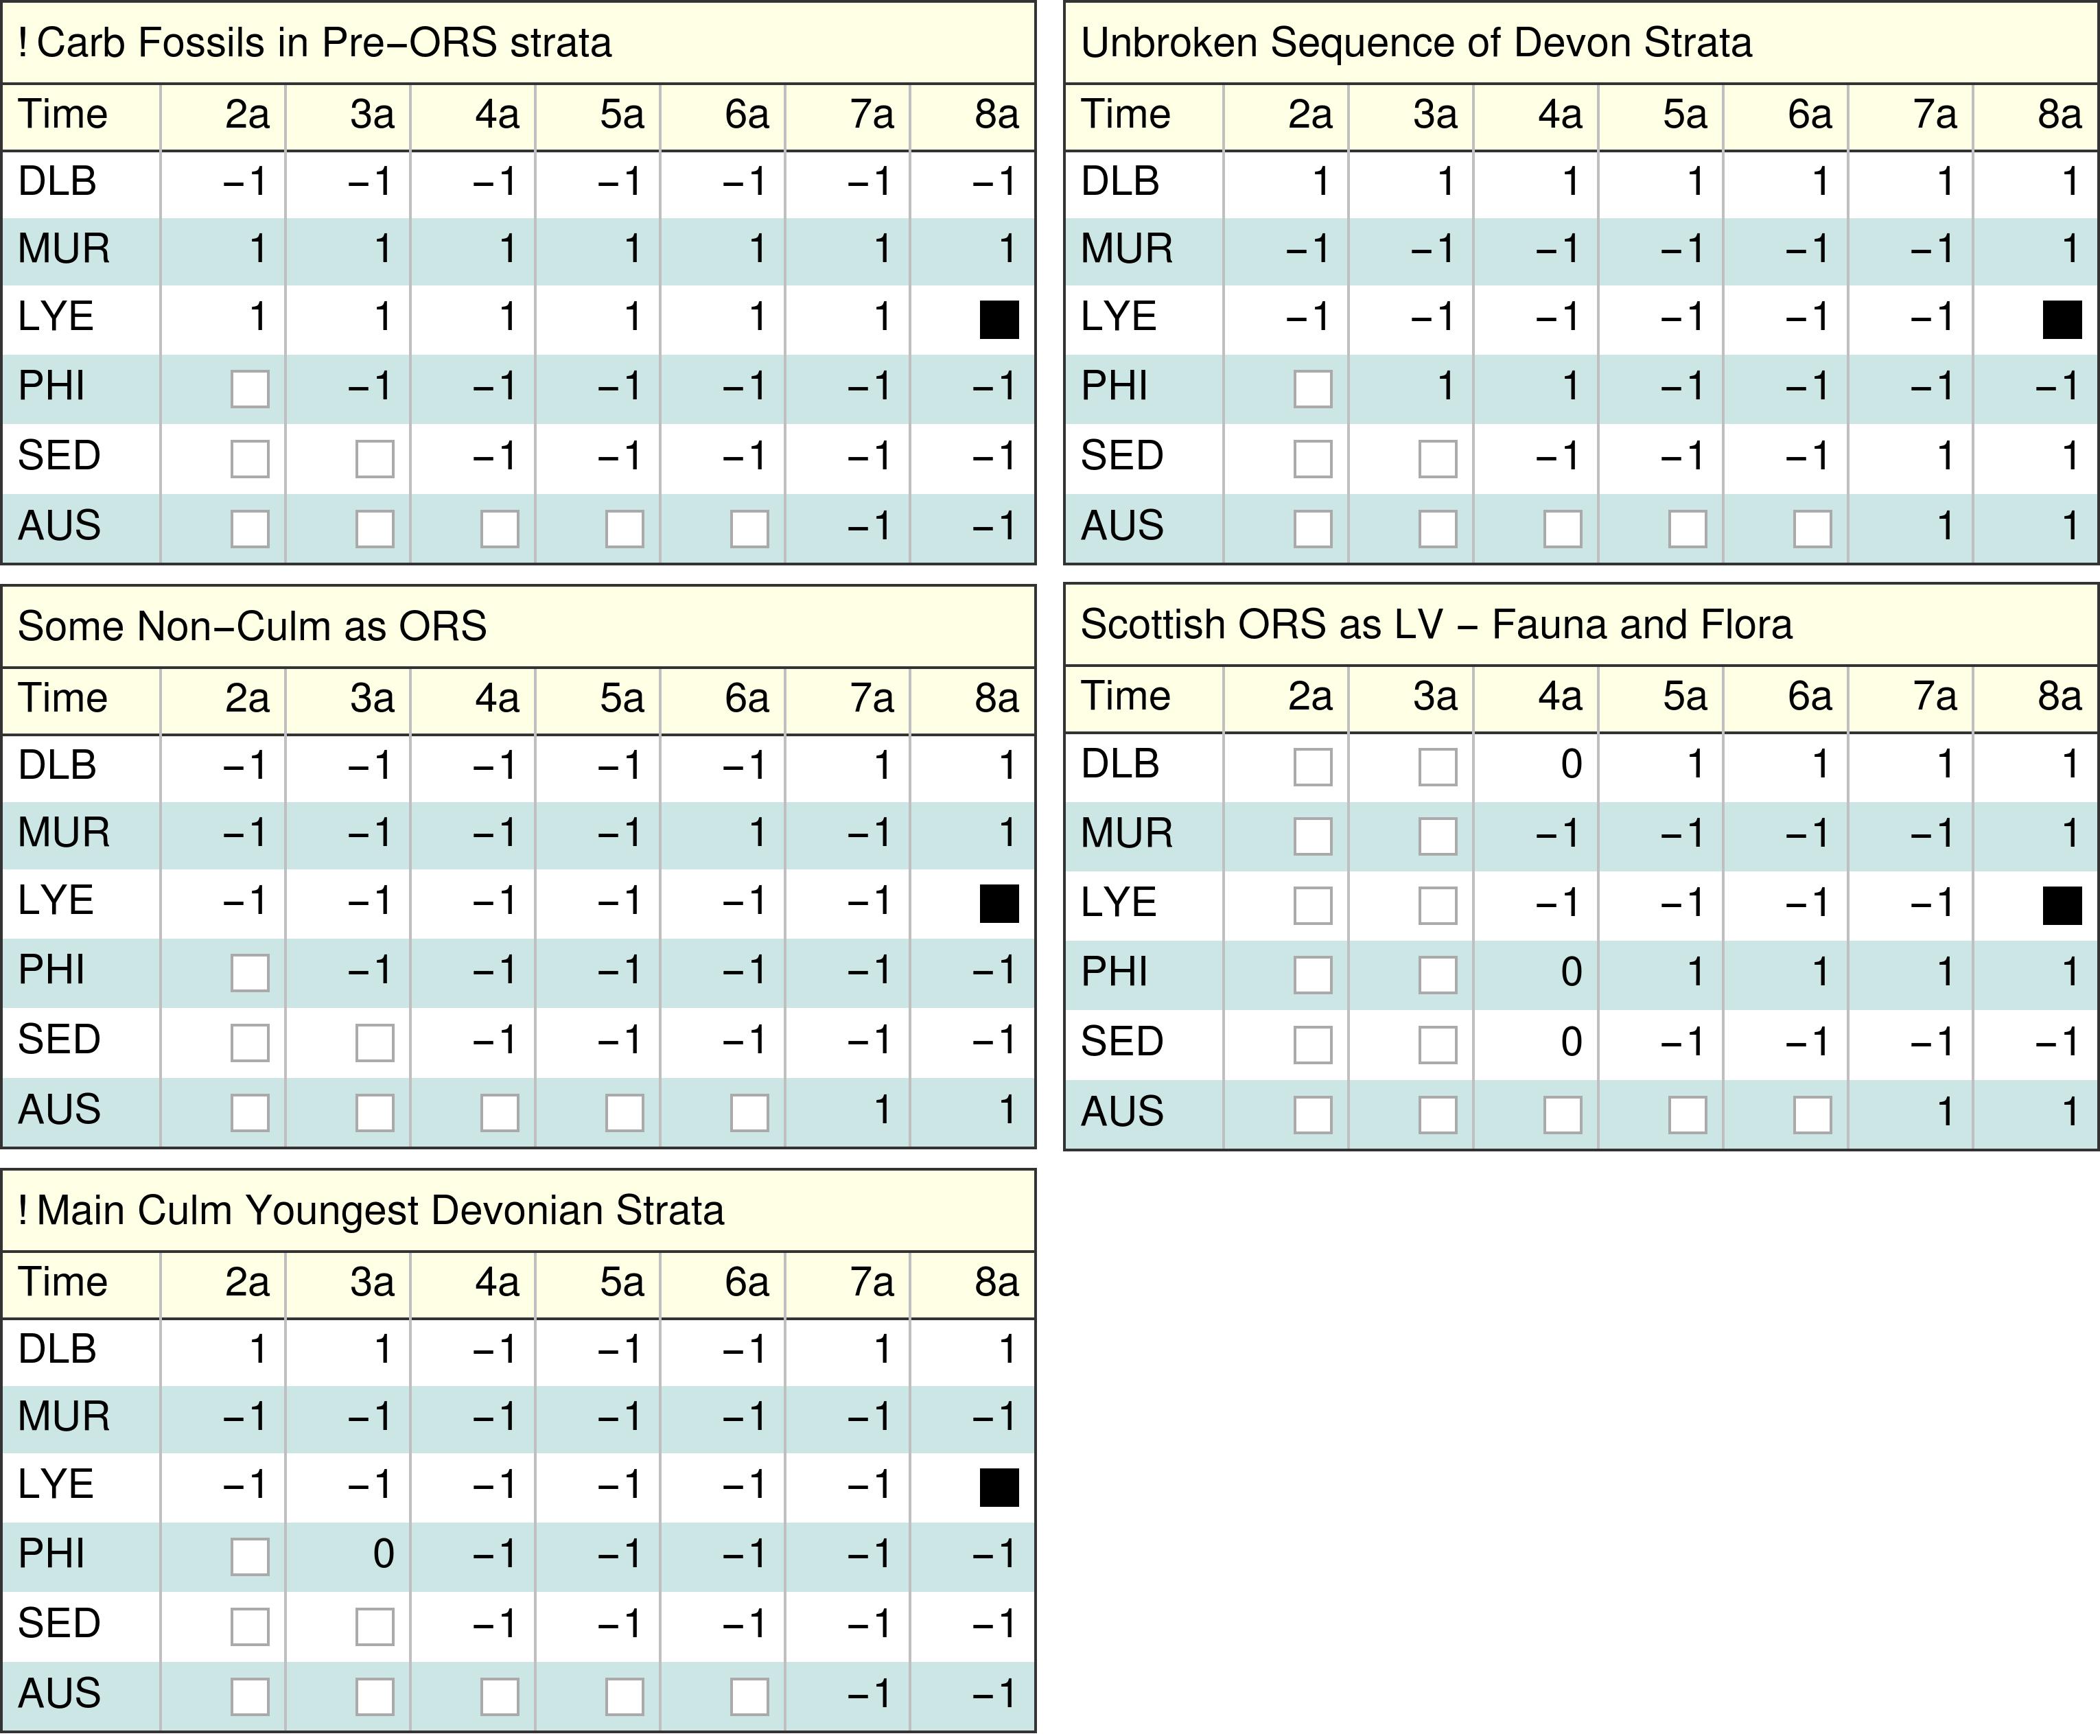 ! Carb Fossils in Pre–ORS strata
Time 2a 3a 4a 5a 6a 7a 8a
DLB –1 –1 –1 –1 –1 –1 –1
MUR 1 1 1 1 1 1 1
LYE 1 1 1 1 1 1
PHI –1 –1 –1 –1 –1 –1
SED –1 –1 –1 –1 –1
AUS –1 –1
Unbroken Sequence of Devon Strata
Time 2a 3a 4a 5a 6a 7a 8a
DLB 1 1 1 1 1 1 1
MUR –1 –1 –1 –1 –1 –1 1
LYE –1 –1 –1 –1 –1 –1
PHI 1 1 –1 –1 –1 –1
SED –1 –1 –1 1 1
AUS 1 1
Some Non–Culm as ORS
Time 2a 3a 4a 5a 6a 7a 8a
DLB –1 –1 –1 –1 –1 1 1
MUR –1 –1 –1 –1 1 –1 1
LYE –1 –1 –1 –1 –1 –1
PHI –1 –1 –1 –1 –1 –1
SED –1 –1 –1 –1 –1
AUS 1 1
Scottish ORS as LV – Fauna and Flora
Time 2a 3a 4a 5a 6a 7a 8a
DLB 0 1 1 1 1
MUR –1 –1 –1 –1 1
LYE –1 –1 –1 –1
PHI 0 1 1 1 1
SED 0 –1 –1 –1 –1
AUS 1 1
! Main Culm Youngest Devonian Strata
Time 2a 3a 4a 5a 6a 7a 8a
DLB 1 1 –1 –1 –1 1 1
MUR –1 –1 –1 –1 –1 –1 –1
LYE –1 –1 –1 –1 –1 –1
PHI 0 –1 –1 –1 –1 –1
SED –1 –1 –1 –1 –1
AUS –1 –1